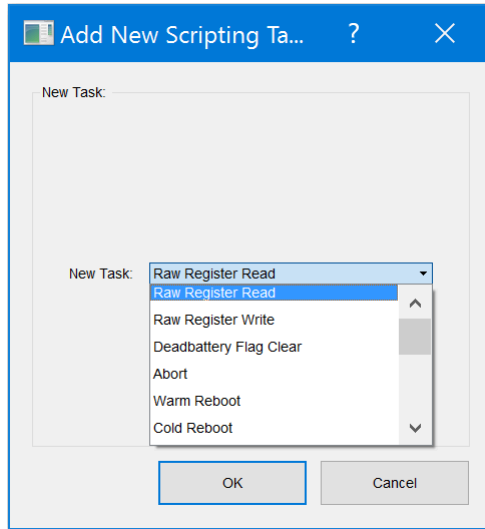 Add New Scripting Ta... ?
New Task:
New Task: Raw Register Read
Raw Register Read
Raw Register Write
Deadbattery Flag Clear
Abort
Warm Reboot
Cold Reboot
OK Cancel